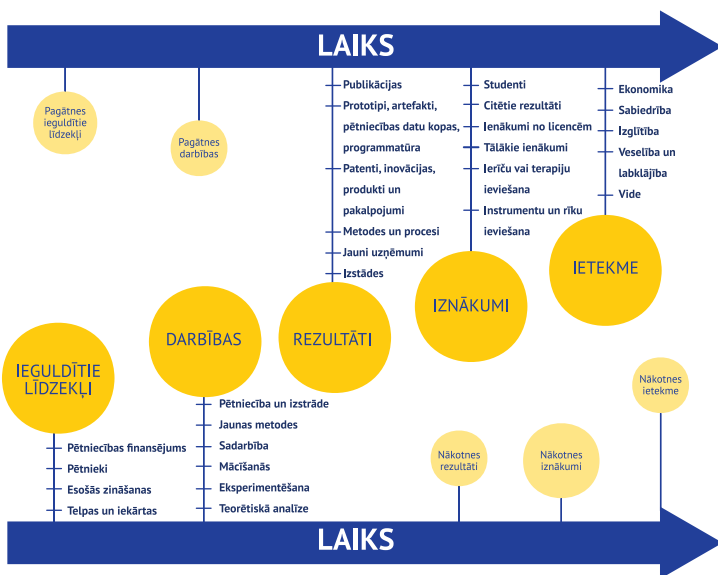 LAIKS
Pagātnes
ieguldītie
līdzekļi
Pagātnes
darbības
Publikācijas
Prototipi, artefakti,
pētniecības datu kopas,
programmatūra
Patenti, inovācijas,
produkti un
pakalpojumi
Metodes un procesi
Jauni uzņēmumi
Izstādes
Studenti
Citētie rezultāti
Ienākumi no licencēm
Tālākie ienākumi
Ierīču vai terapiju
ieviešana
Instrumentu un rīku
ieviešana
Ekonomika
Sabiedrība
Izglītība
Veselība un
labklājība
Vide
IEGULDĪTIE
LĪDZEKĻI
DARBĪBAS
REZULTĀTI
IZNĀKUMI
IETEKME
Pētniecības finansējums
Pētnieki
Esošās zināšanas
Telpas un iekārtas
Pētniecība un izstrāde
Jaunas metodes
Sadarbība
Mācīšanās
Eksperimentēšana
Teorētiskā analīze
Nākotnes
rezultāti
Nākotnes
iznākumi
Nākotnes
ietekme
LAIKS